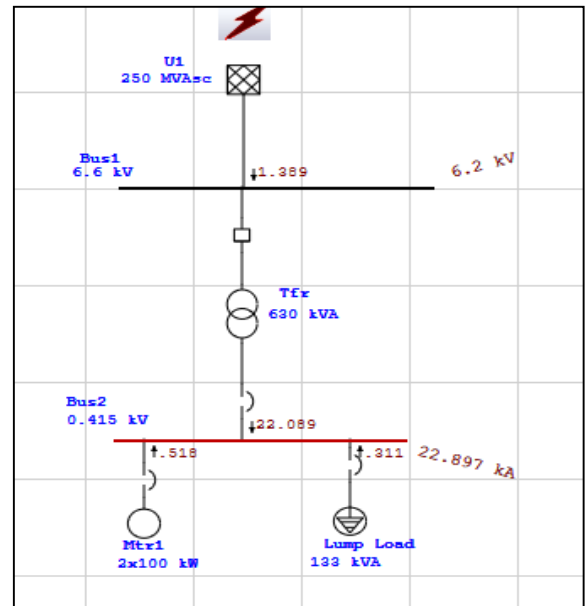 U1
250 MVAsc
Bus1
6.6 kV
1.389
6.2 kV
Tfr
630 kVA
Bus2
0.415 kV
22.089
.518
.311
22.897 kA
Mtr1
2x100 kW
Lump Load
133 kVA